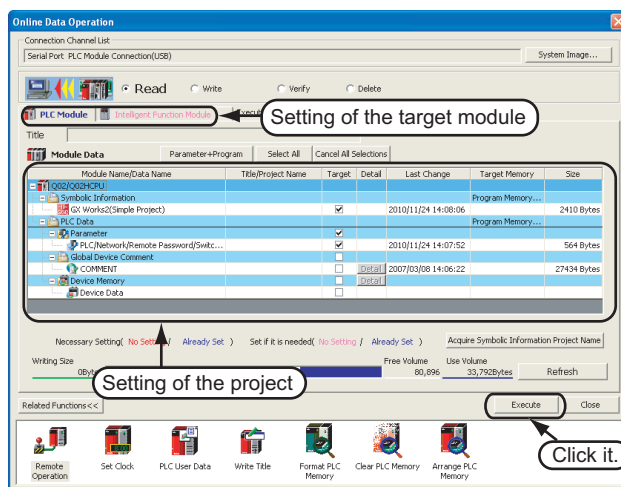 Online Data Operation
Connection Channel List
Serial Port PLC Module Connection(USB)
System Image...
Read Write Verify Delete
PLC Module Intelligent Function Module
Setting of the target module
Title
Module Data Parameter+Program Select All Cancel All Selections
Module Name/Data Name Title/Project Name Target Detail Last Change Target Memory Size
Q02/Q02HCPU
Symbolic Information Program Memory...
GX Works2(Simple Project) 2010/11/24 14:08:06 2410 Bytes
PLC Data Program Memory...
Parameter
PLC/Network/Remote Password/Switc... 2010/11/24 14:07:52 564 Bytes
Global Device Comment
COMMENT Detail 2007/03/08 14:06:22 27434 Bytes
Device Memory Detail
Device Data
Necessary Setting( No Setting / Already Set ) Set if it is needed( No Setting / Already Set ) Acquire Symbolic Information Project Name
Writing Size Free Volume Use Volume
0Byt 80,896 33,792Bytes Refresh
Setting of the project
Related Functions<< Execute Close
Click it.
Remote Operation
Set Clock
PLC User Data
Write Title
Format PLC Memory
Clear PLC Memory
Arrange PLC Memory